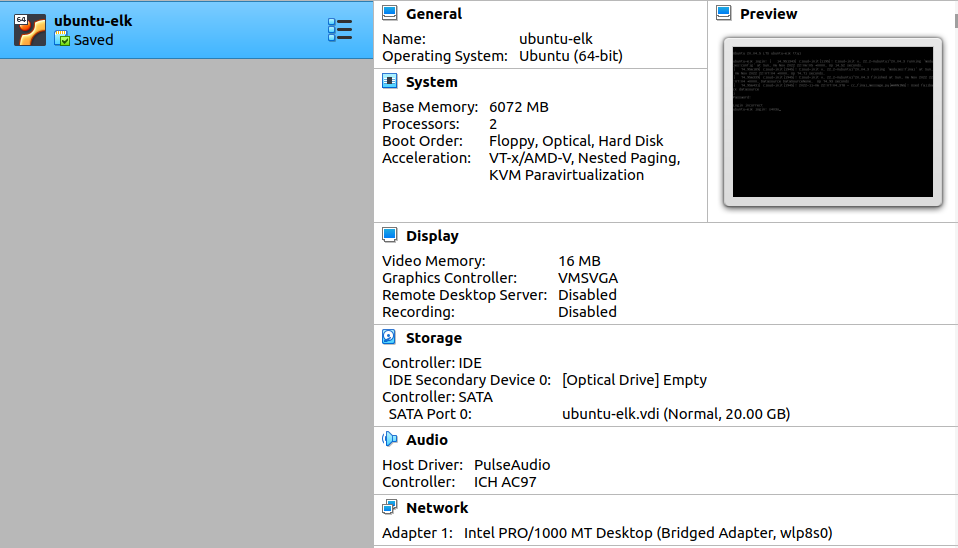 64
ubuntu-elk
Saved
General
Name: ubuntu-elk
Operating System: Ubuntu (64-bit)
System
Base Memory: 6072 MB
Processors: 2
Boot Order: Floppy, Optical, Hard Disk
Acceleration: VT-x/AMD-V, Nested Paging,
KVM Paravirtualization
Preview
Display
Video Memory: 16 MB
Graphics Controller: VMSVGA
Remote Desktop Server: Disabled
Recording: Disabled
Storage
Controller: IDE
IDE Secondary Device 0: [Optical Drive] Empty
Controller: SATA
SATA Port 0: ubuntu-elk.vdi (Normal, 20.00 GB)
Audio
Host Driver: PulseAudio
Controller: ICH AC97
Network
Adapter 1: Intel PRO/1000 MT Desktop (Bridged Adapter, wlp8s0)